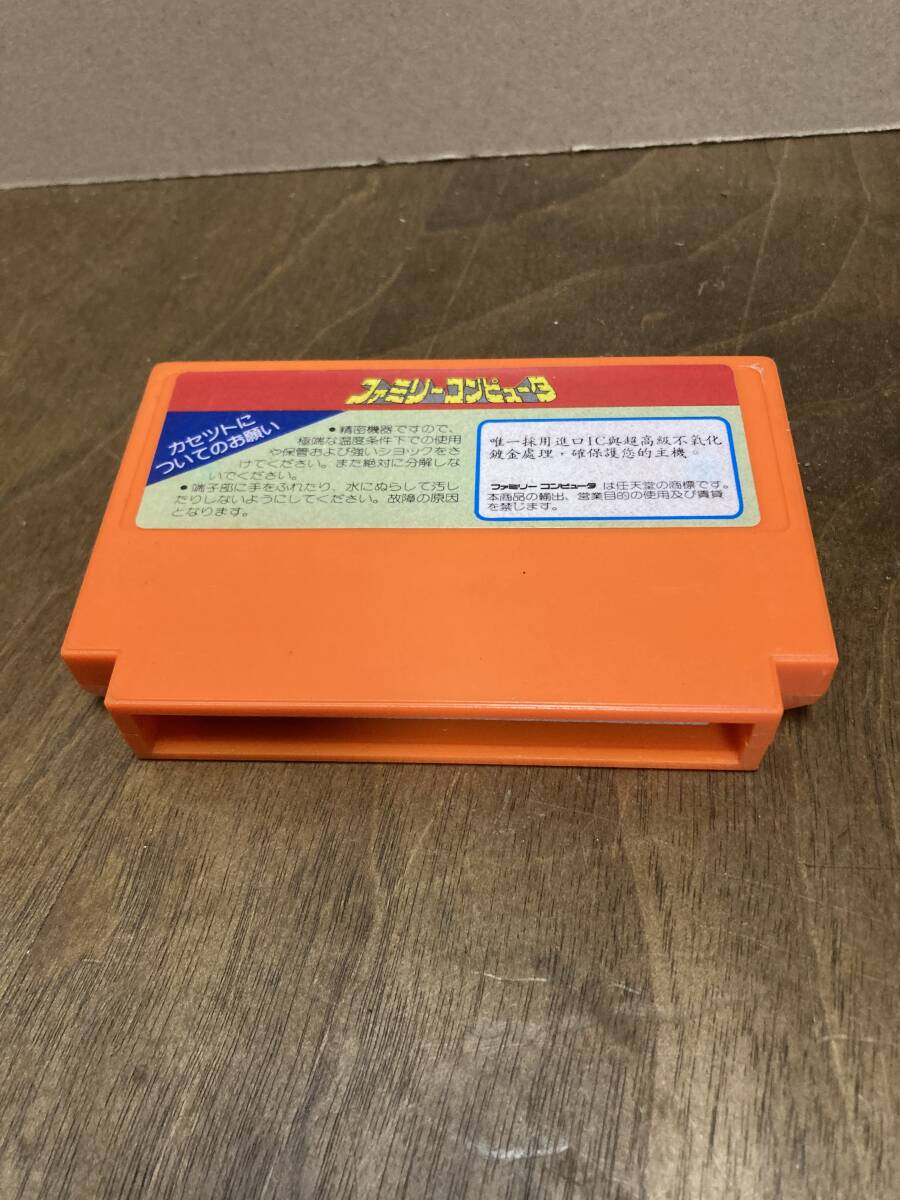 ファミリーコンピュータ
カセットに
ついてのお願い
●精密機器ですので、
極端な温度条件下での使用
や保管および強いショックをさ
けてください。また絶対に分解しな
いでください。
●端子部に手をふれたり、水にぬらして汚し
たりしないようにしてください。故障の原因
となります。
唯一採用進口IC與超高級不氧化
鍍金處理，確保護您的主機。
ファミリー コンピュータ は任天堂の商標です。
本商品の輸出、営業目的の使用及び賃貸
を禁じます。